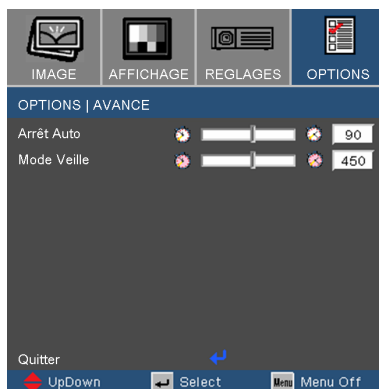 IMAGE AFFICHAGE REGLAGES OPTIONS
OPTIONS | AVANCE
Arrêt Auto 90
Mode Veille 450
Quitter
UpDown Select Menu Menu Off